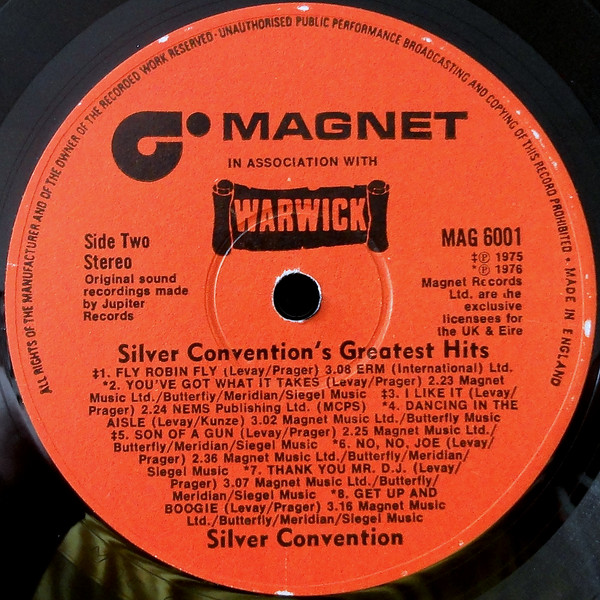 ALL RIGHTS OF THE MANUFACTURER AND OF THE OWNER OF THE RECORDED WORK RESERVED · UNAUTHORISED PUBLIC PERFORMANCE BROADCASTING AND COPYING OF THIS RECORD PROHIBITED • MADE IN ENGLAND
MAGNET
IN ASSOCIATION WITH
WARWICK
Side Two
Stereo
Original sound
recordings made
by Jupiter
Records
MAG 6001
‡Ⓟ 1975
*Ⓟ 1976
Magnet Records
Ltd. are the
exclusive
licensees for
the UK & Eire
Silver Convention's Greatest Hits
‡1. FLY ROBIN FLY (Levay/Prager) 3.08 ERM (International) Ltd.
*2. YOU'VE GOT WHAT IT TAKES (Levay/Prager) 2.23 Magnet
Music Ltd./Butterfly/Memidis/Siegel Music ‡3. I LIKE IT (Levay/
Prager) 2.24 NEMS Publishing Ltd. (MCPS) *4. DANCING IN THE
AISLE (Levay/Kunze) 3.02 Magnet Music Ltd./Butterfly Music
‡5. SON OF A GUN (Levay/Prager) 2.25 Magnet Music Ltd./
Butterfly/Meridian/Siegel Music *6. NO, NO, JOE (Levay/
Prager) 2.36 Magnet Music Ltd./Butterfly/Meridian/
Siegel Music *7. THANK YOU MR. D.J. (Levay/
Prager) 3.07 Magnet Music Ltd./Butterfly/
Meridian/Siegel Music *8. GET UP AND
BOOGIE (Levay/Prager) 3.16 Magnet Music
Ltd./Butterfly/Meridian/Siegel Music
Silver Convention